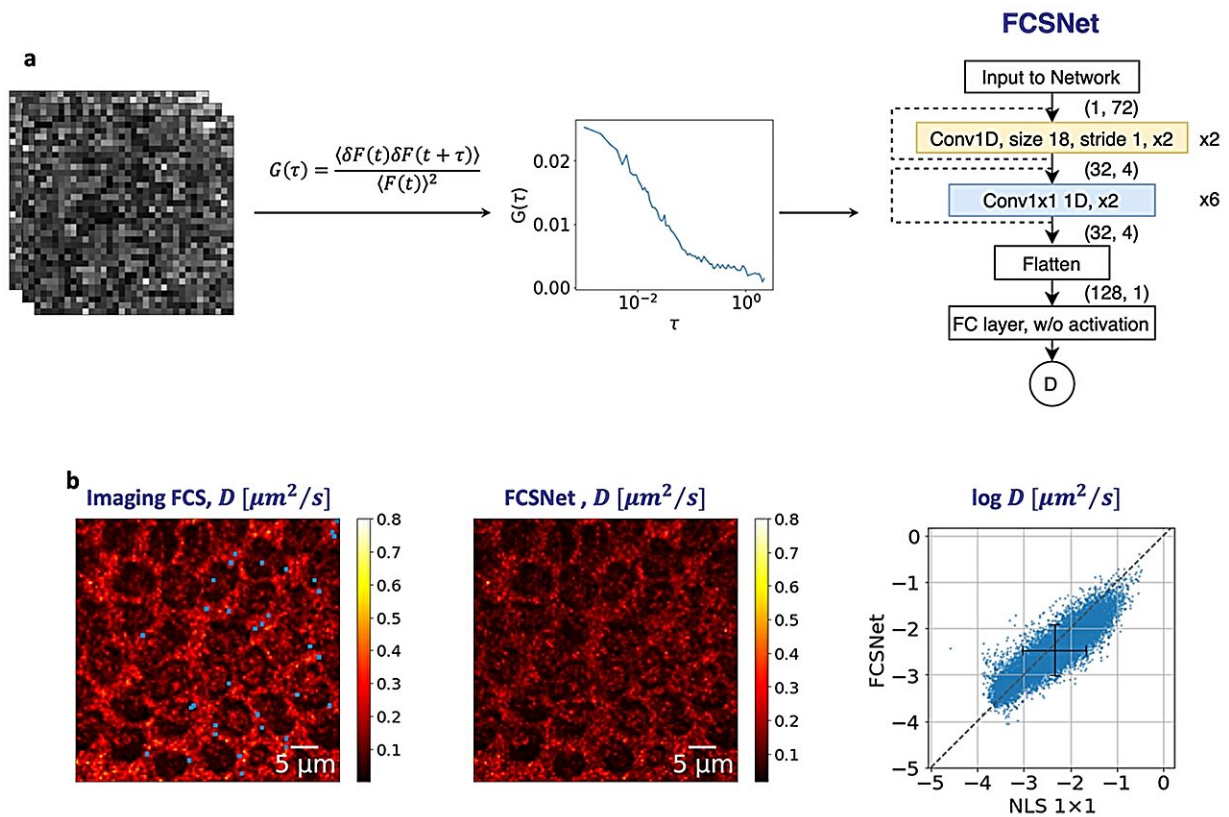 a
G(τ) = ⟨δF(t)δF(t + τ)⟩ / ⟨F(t)⟩²
G(τ)
0.02
0.01
0.00
10⁻²
10⁰
τ
FCSNet
Input to Network
(1, 72)
Conv1D, size 18, stride 1, x2
x2
(32, 4)
Conv1x1 1D, x2
x6
(32, 4)
Flatten
(128, 1)
FC layer, w/o activation
D
b
Imaging FCS, D [μm²/s]
0.8
0.7
0.6
0.5
0.4
0.3
0.2
0.1
5 μm
FCSNet , D [μm²/s]
0.8
0.7
0.6
0.5
0.4
0.3
0.2
0.1
5 μm
log D
FCSNet
0
−1
−2
−3
−4
−5
−5 −4 −3 −2 −1 0
NLS 1×1